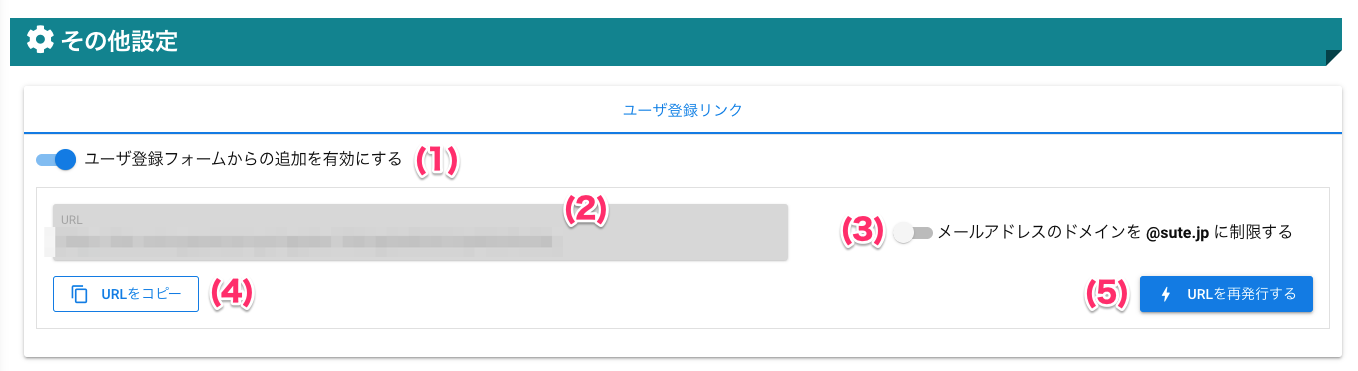 その他設定
ユーザ登録リンク
ユーザ登録フォームからの追加を有効にする (1)
(2)
URL
(3) メールアドレスのドメインを @sute.jp に制限する
URLをコピー (4)
(5) URLを再発行する